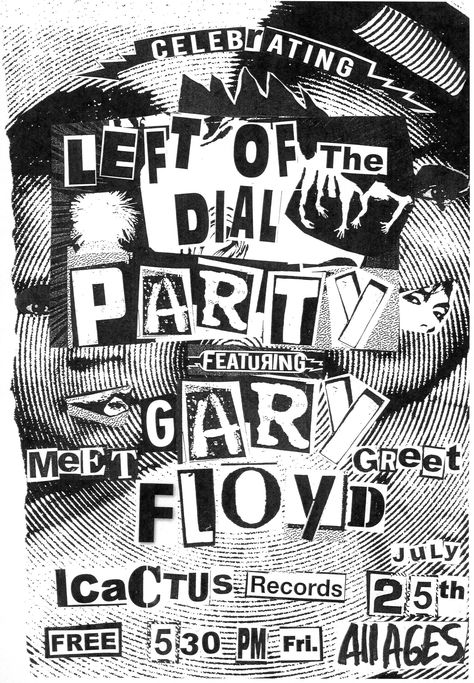 CELEBrATING
LEFT OF The
DIAL
PARTY
FEATURING
GARY
MeET GReet
FLOyD
July
IcaCTUS Records 25th
FREE 5 30 PM Fri. All AGES